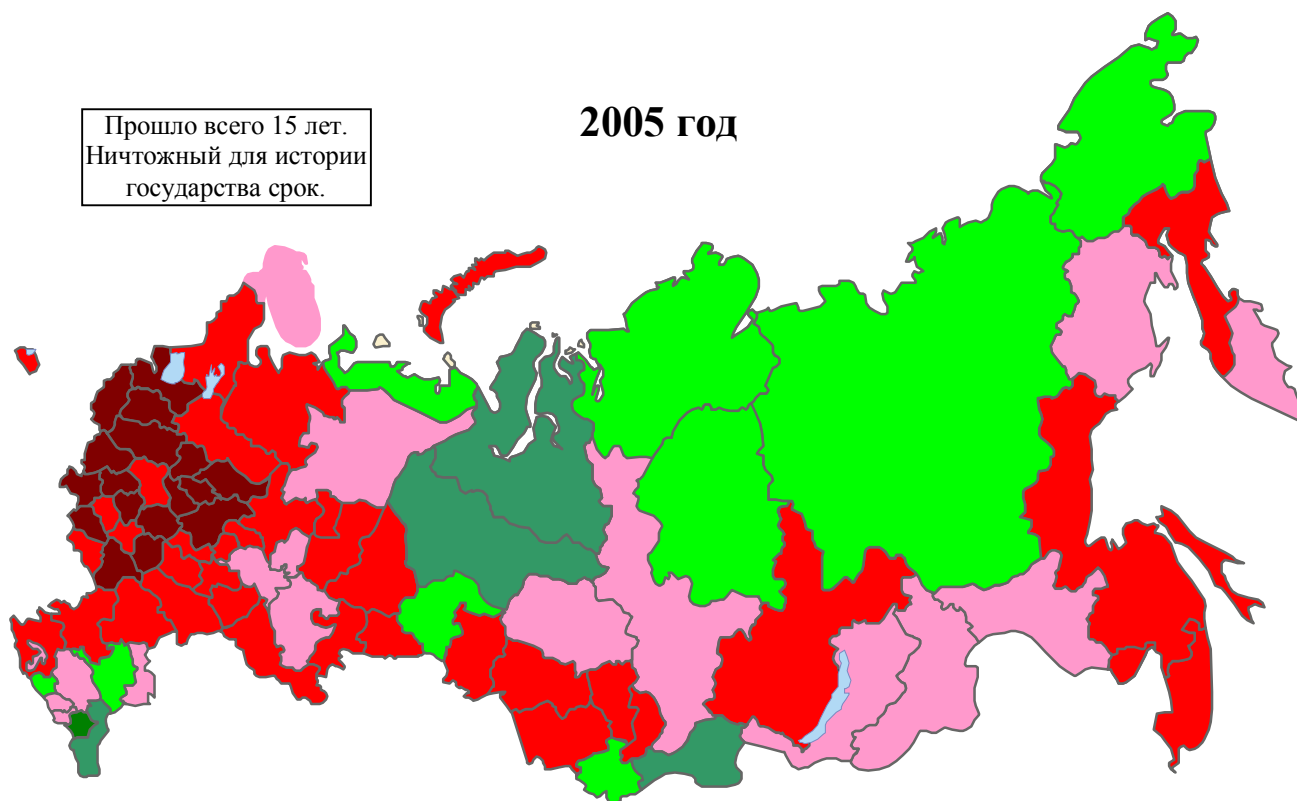 Прошло всего 15 лет.
Ничтожный для истории
государства срок.
2005 год